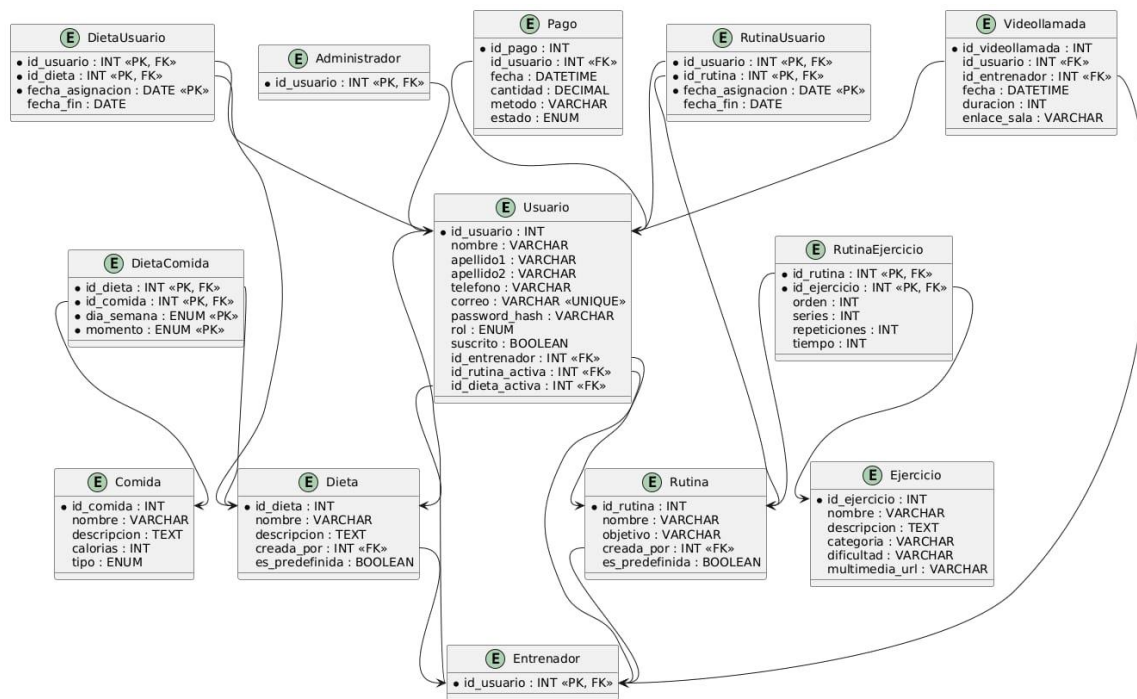 E DietaUsuario
id_usuario : INT «PK, FK»
id_dieta : INT «PK, FK»
fecha_asignacion : DATE «PK»
fecha_fin : DATE
E Administrador
id_usuario : INT «PK, FK»
E Pago
id_pago : INT
id_usuario : INT «FK»
fecha : DATETIME
cantidad : DECIMAL
metodo : VARCHAR
estado : ENUM
E RutinaUsuario
id_usuario : INT «PK, FK»
id_rutina : INT «PK, FK»
fecha_asignacion : DATE «PK»
fecha_fin : DATE
E Videollamada
id_videollamada : INT
id_usuario : INT «FK»
id_entrenador : INT «FK»
fecha : DATETIME
duracion : INT
enlace_sala : VARCHAR
E DietaComida
id_dieta : INT «PK, FK»
id_comida : INT «PK, FK»
dia_semana : ENUM «PK»
momento : ENUM «PK»
E Usuario
id_usuario : INT
nombre : VARCHAR
apellido1 : VARCHAR
apellido2 : VARCHAR
telefono : VARCHAR
correo : VARCHAR «UNIQUE»
password_hash : VARCHAR
rol : ENUM
suscrito : BOOLEAN
id_entrenador : INT «FK»
id_rutina_activa : INT «FK»
id_dieta_activa : INT «FK»
E RutinaEjercicio
id_rutina : INT «PK, FK»
id_ejercicio : INT «PK, FK»
orden : INT
series : INT
repeticiones : INT
tiempo : INT
E Comida
id_comida : INT
nombre : VARCHAR
descripcion : TEXT
calorias : INT
tipo : ENUM
E Dieta
id_dieta : INT
nombre : VARCHAR
descripcion : TEXT
creada_por : INT «FK»
es_predefinida : BOOLEAN
E Rutina
id_rutina : INT
nombre : VARCHAR
objetivo : VARCHAR
creada_por : INT «FK»
es_predefinida : BOOLEAN
E Ejercicio
id_ejercicio : INT
nombre : VARCHAR
descripcion : TEXT
categoria : VARCHAR
dificultad : VARCHAR
multimedia_url : VARCHAR
E Entrenador
id_usuario : INT «PK, FK»